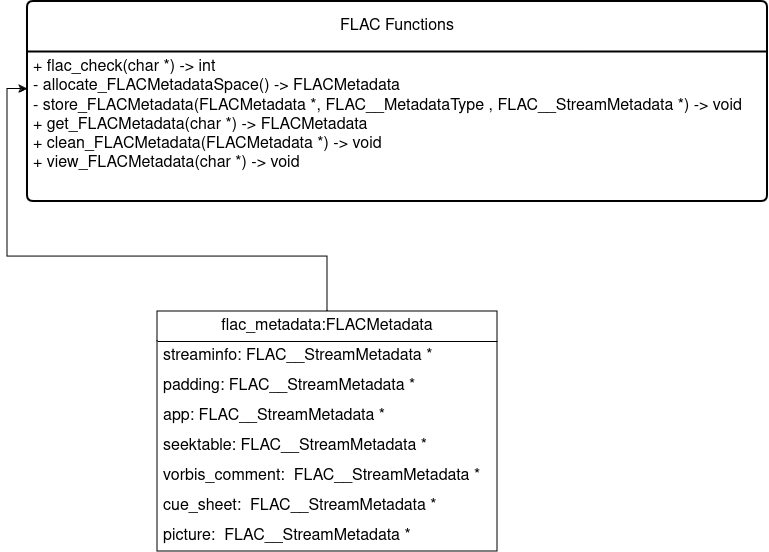 FLAC Functions
+ flac_check(char *) -> int
- allocate_FLACMetadataSpace() -> FLACMetadata
- store_FLACMetadata(FLACMetadata *, FLAC__MetadataType , FLAC__StreamMetadata *) -> void
+ get_FLACMetadata(char *) -> FLACMetadata
+ clean_FLACMetadata(FLACMetadata *) -> void
+ view_FLACMetadata(char *) -> void
flac_metadata:FLACMetadata
streaminfo: FLAC__StreamMetadata *
padding: FLAC__StreamMetadata *
app: FLAC__StreamMetadata *
seektable: FLAC__StreamMetadata *
vorbis_comment:  FLAC__StreamMetadata *
cue_sheet:  FLAC__StreamMetadata *
picture:  FLAC__StreamMetadata *